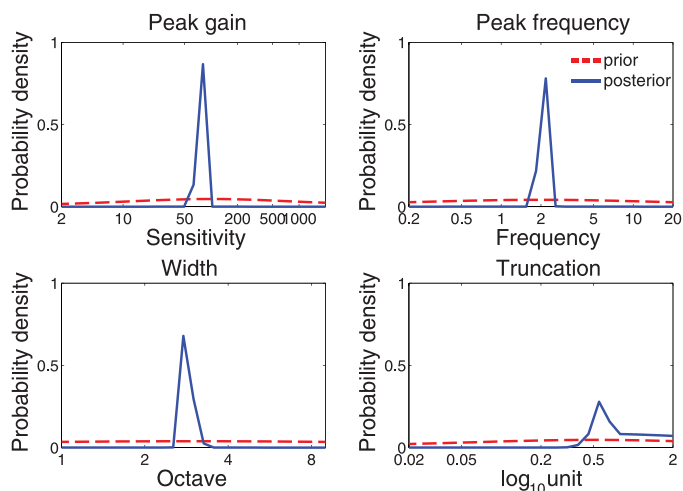 Peak gain
Probability density
1
0.5
0
2 10 50 200 500 1000
Sensitivity
Peak frequency
Probability density
prior
posterior
1
0.5
0
0.2 0.5 1 2 5 10 20
Frequency
Width
Probability density
1
0.5
0
1 2 4 8
Octave
Truncation
Probability density
1
0.5
0
0.02 0.05 0.2 0.5 2
log10unit